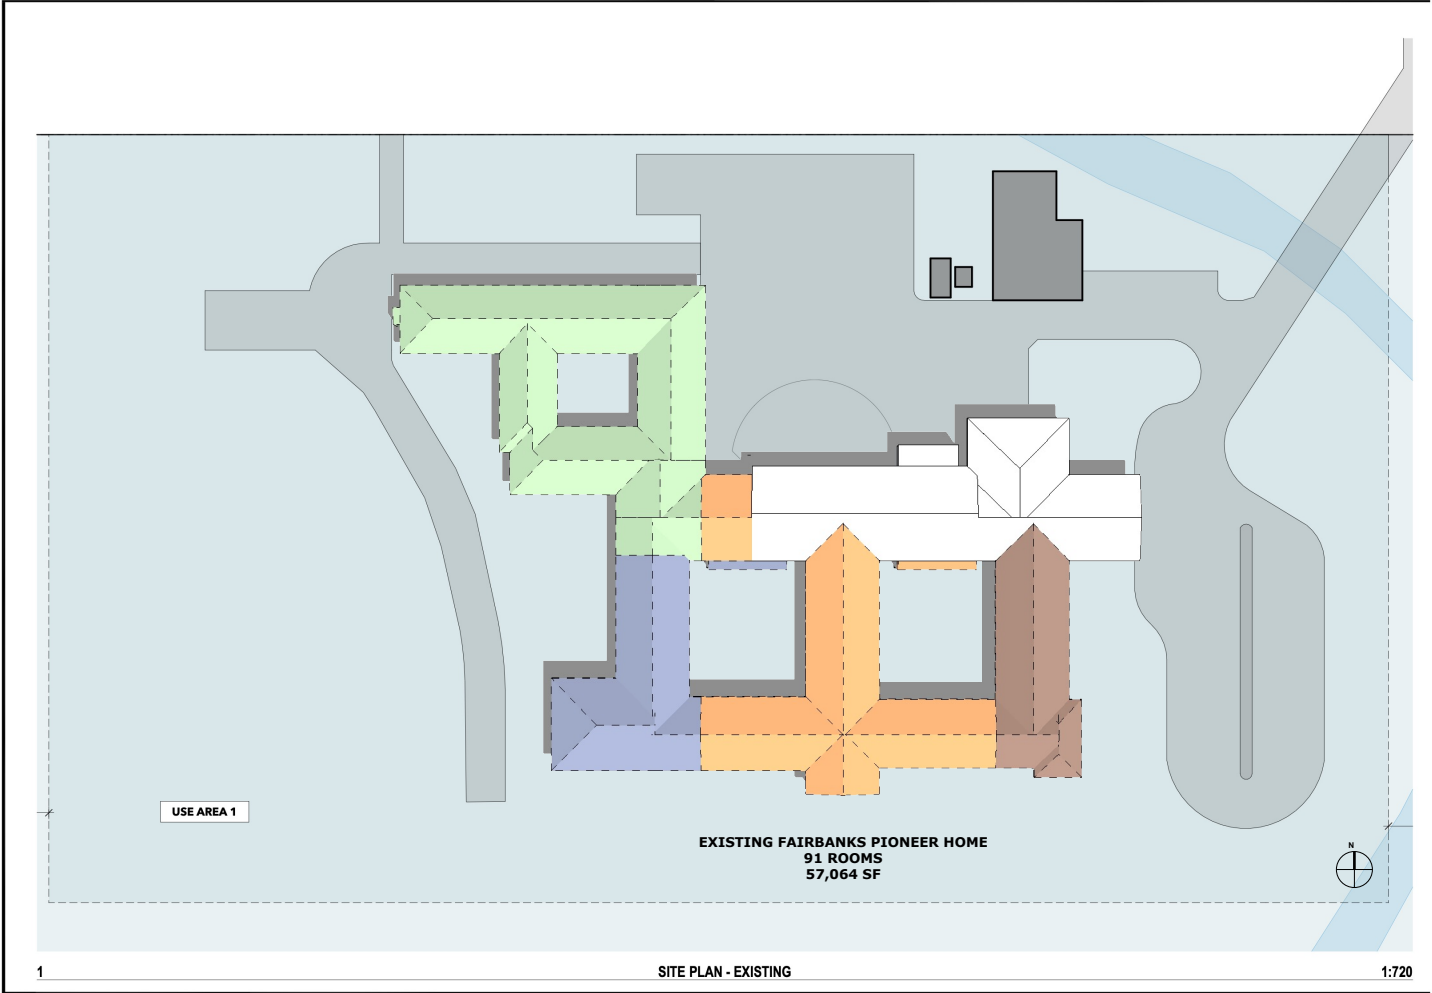 USE AREA 1
EXISTING FAIRBANKS PIONEER HOME
91 ROOMS
57,064 SF
N
1
SITE PLAN - EXISTING
1:720